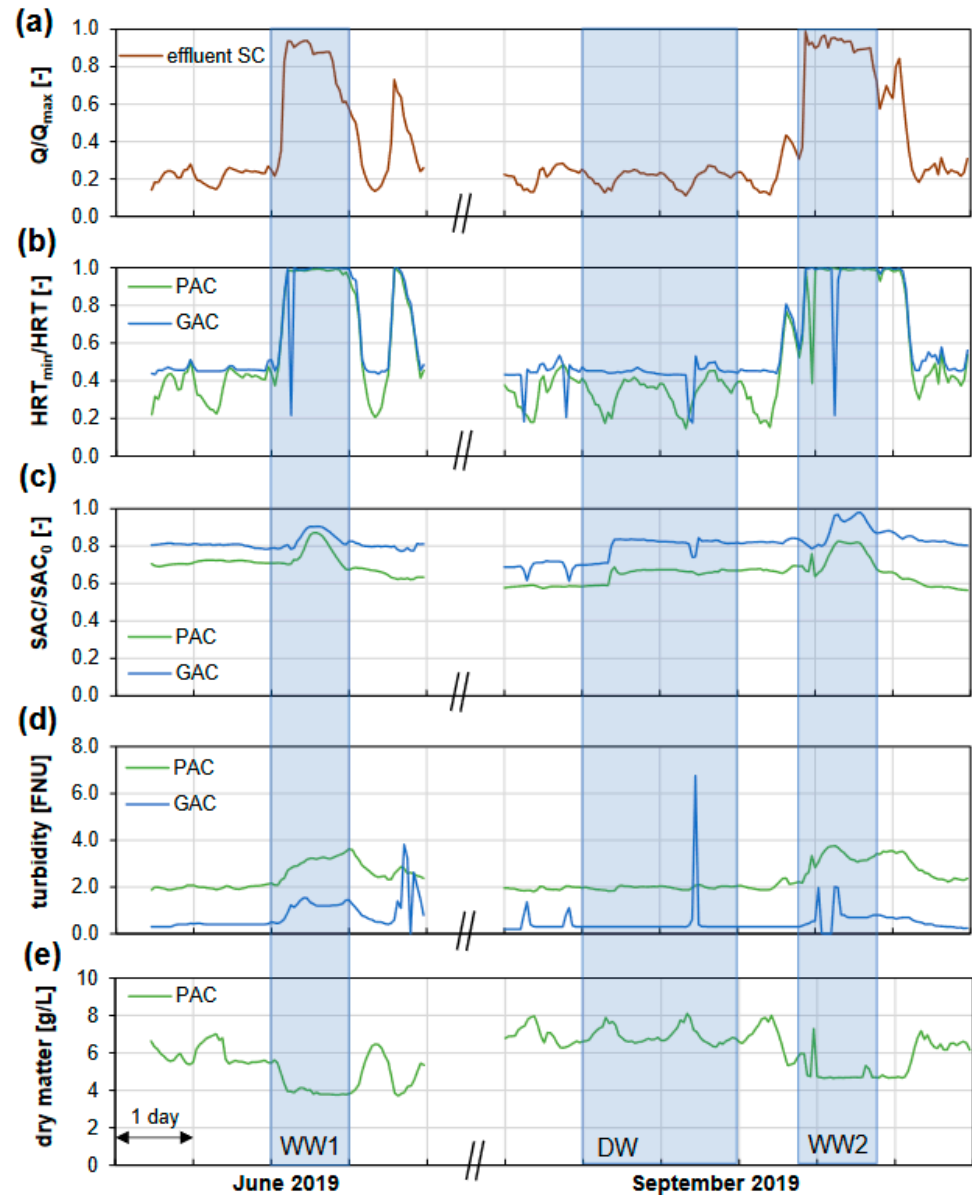 (a)
Q/Qmax [-]
1.0
0.8
0.6
0.4
0.2
0.0
effluent SC
(b)
HRTmin/HRT [-]
1.0
0.8
0.6
0.4
0.2
0.0
PAC
GAC
(c)
SAC/SAC0 [-]
1.0
0.8
0.6
0.4
0.2
0.0
PAC
GAC
(d)
turbidity [FNU]
8.0
6.0
4.0
2.0
0.0
PAC
GAC
(e)
dry matter [g/L]
10
8
6
4
2
0
PAC
1 day
WW1
DW
WW2
June 2019
September 2019